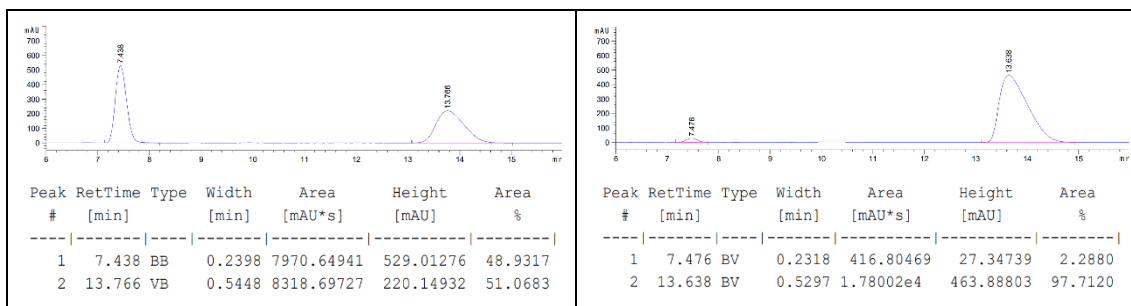 mAU
700
600
500
400
300
200
100
0
7.438
13.766
6 7 8 9 10 11 12 13 14 15 mi
Peak RetTime Type Width Area Height Area
# [min] [min] [mAU*s] [mAU] %
----|-------|----|-------|----------|----------|--------|
1 7.438 BB 0.2398 7970.64941 529.01276 48.9317
2 13.766 VB 0.5448 8318.69727 220.14932 51.0683
mAU
700
600
500
400
300
200
100
0
7.476
13.638
6 7 8 9 10 11 12 13 14 15 mi
Peak RetTime Type Width Area Height Area
# [min] [min] [mAU*s] [mAU] %
----|-------|----|-------|----------|----------|--------|
1 7.476 BV 0.2318 416.80469 27.34739 2.2880
2 13.638 BV 0.5297 1.78002e4 463.88803 97.7120